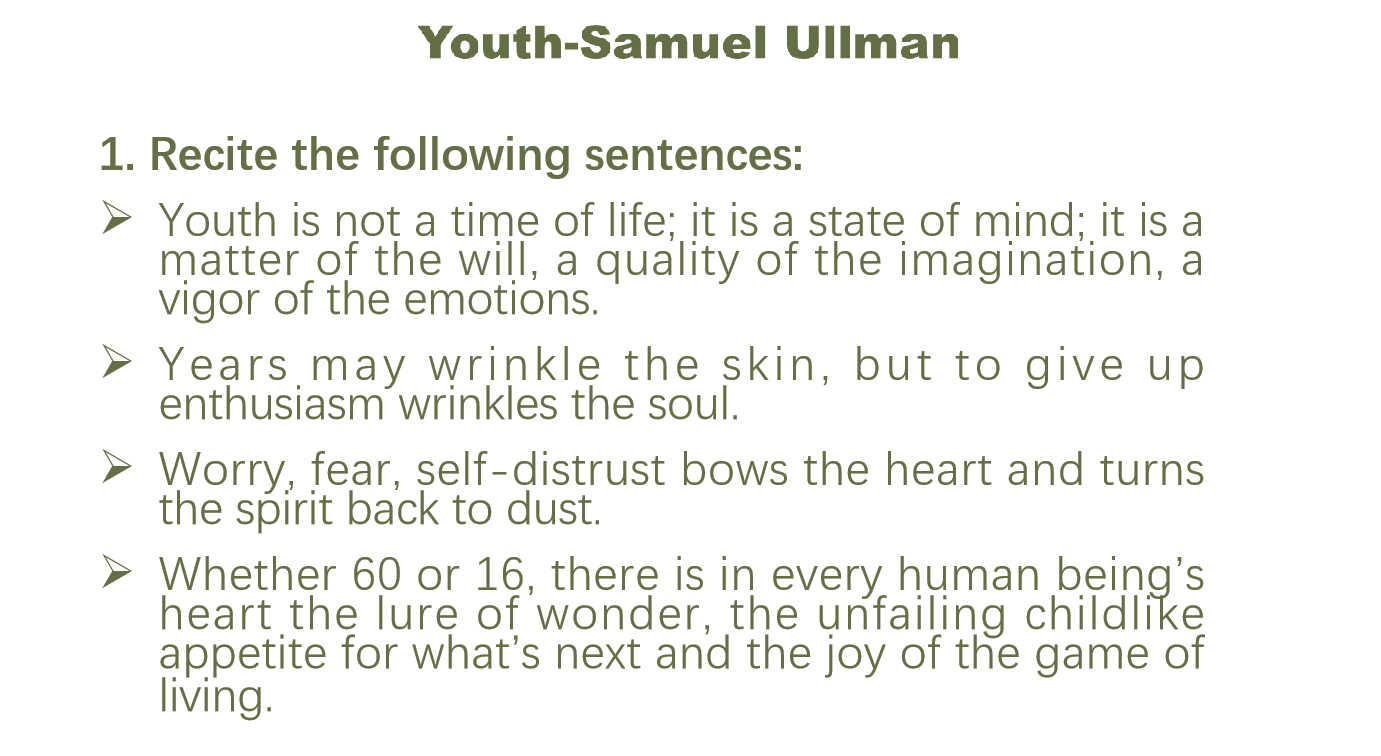 Youth-Samuel Ullman
1. Recite the following sentences:
➢ Youth is not a time of life; it is a state of mind; it is a
matter of the will, a quality of the imagination, a
vigor of the emotions.
➢ Years may wrinkle the skin, but to give up
enthusiasm wrinkles the soul.
➢ Worry, fear, self-distrust bows the heart and turns
the spirit back to dust.
➢ Whether 60 or 16, there is in every human being’s
heart the lure of wonder, the unfailing childlike
appetite for what’s next and the joy of the game of
living.